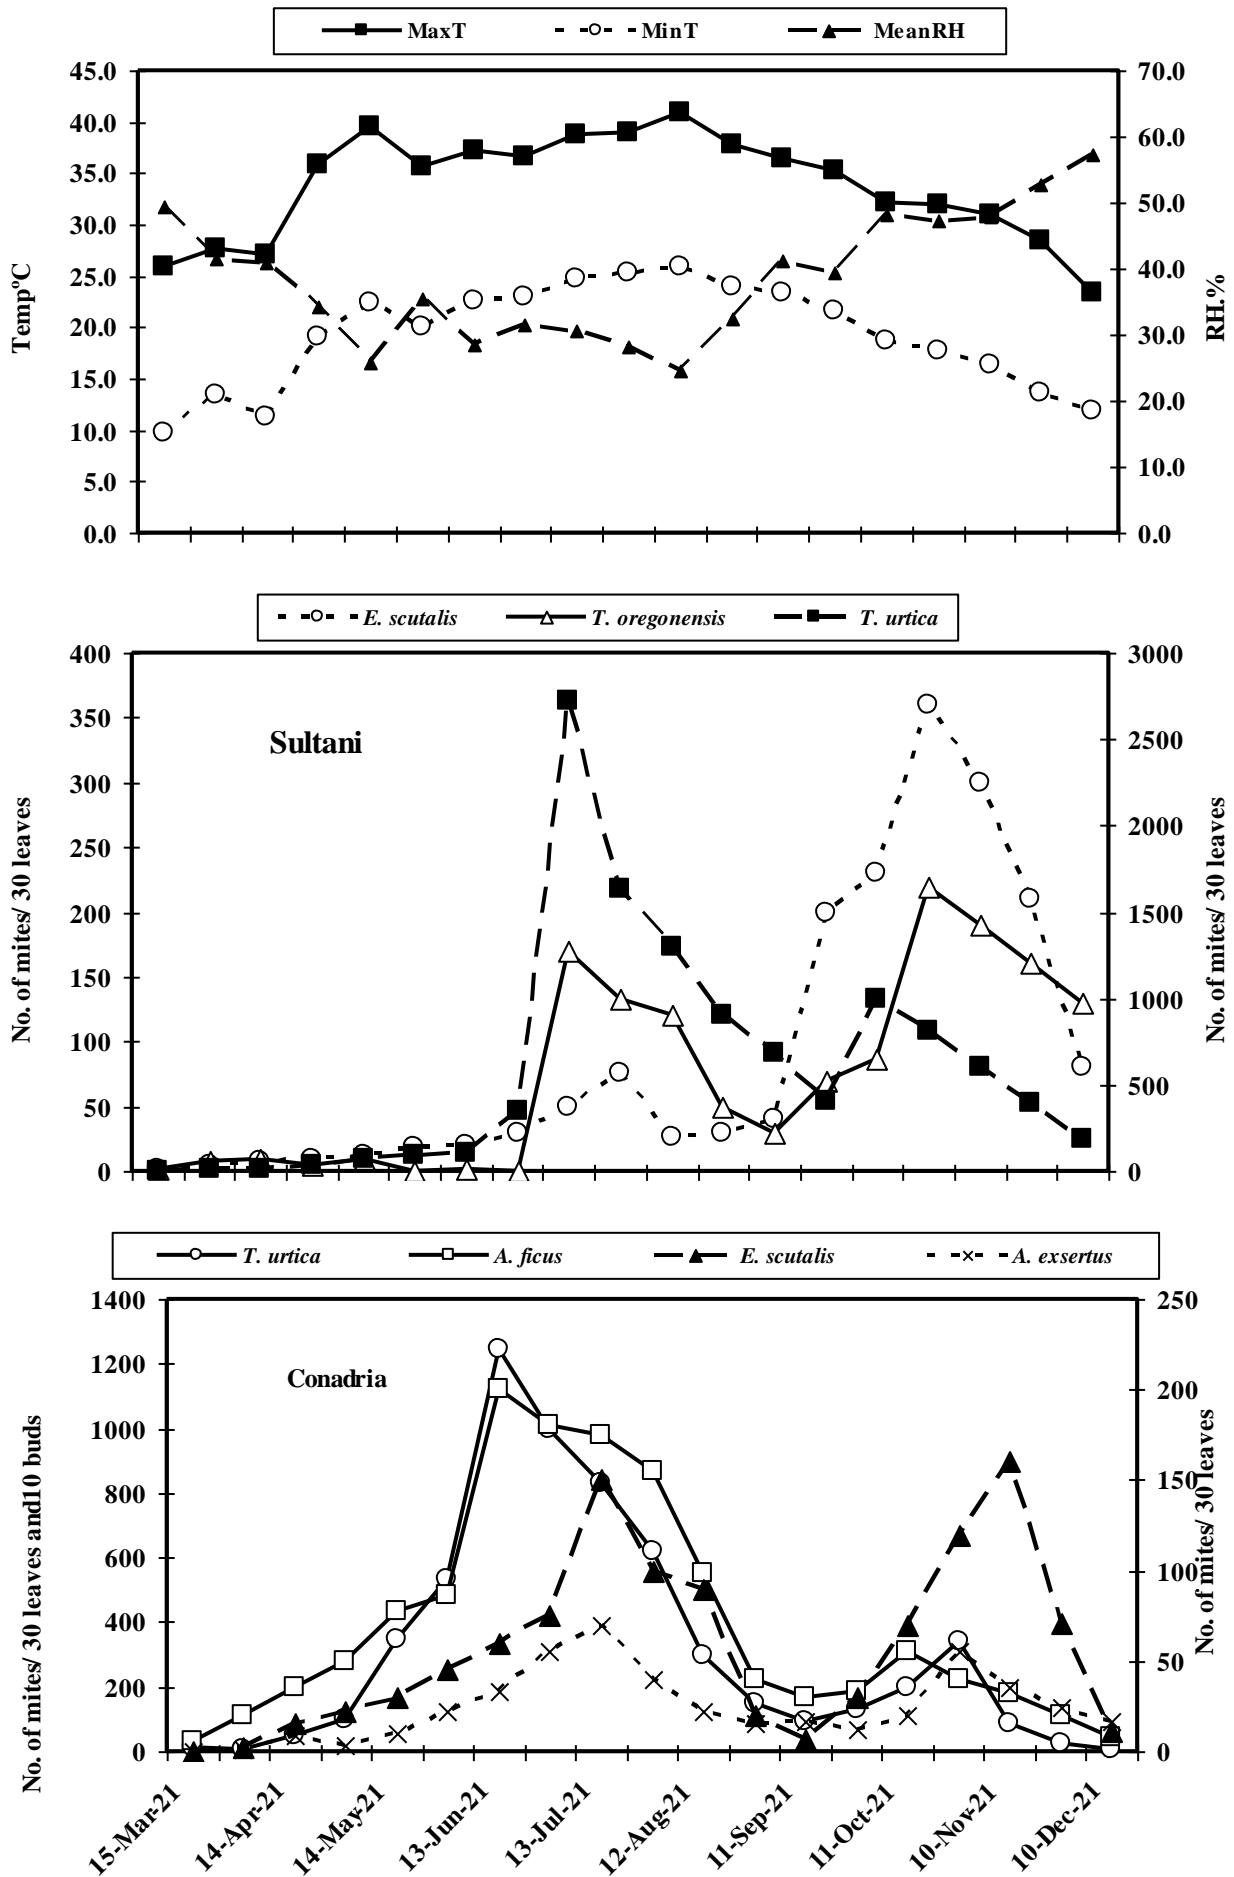 MaxT MinT MeanRH
45.0 70.0
40.0 60.0
35.0
30.0 50.0
25.0 40.0
20.0 30.0
15.0 20.0
10.0
5.0 10.0
0.0 0.0
TempºC
RH.%
E. scutalis T. oregonensis T. urtica
400 3000
350 2500
Sultani
300
250 2000
200 1500
150 1000
100
50 500
0 0
No. of mites/ 30 leaves
No. of mites/ 30 leaves
T. urtica A. ficus E. scutalis A. exsertus
1400 250
1200
Conadria
200
1000
800 150
600 100
400
200 50
0 0
No. of mites/ 30 leaves and10 buds
No. of mites/ 30 leaves
15-Mar-21 14-Apr-21 14-May-21 13-Jun-21 13-Jul-21 12-Aug-21 11-Sep-21 11-Oct-21 10-Nov-21 10-Dec-21